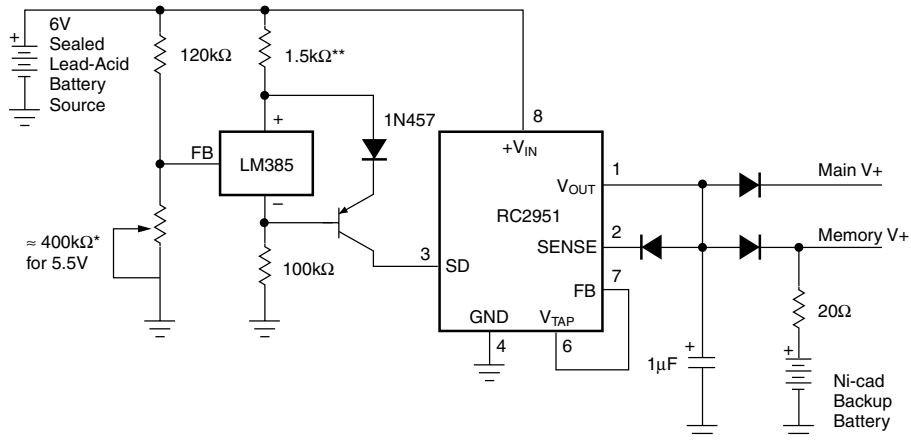 6V
Sealed
Lead-Acid
Battery
Source
+
120kΩ
1.5kΩ**
+
FB
LM385
–
1N457
≈ 400kΩ*
for 5.5V
100kΩ
8
+VIN
VOUT
1
Main V+
RC2951
SENSE
2
Memory V+
3
SD
7
FB
GND
VTAP
4
6
20Ω
+
1µF
+
Ni-cad
Backup
Battery